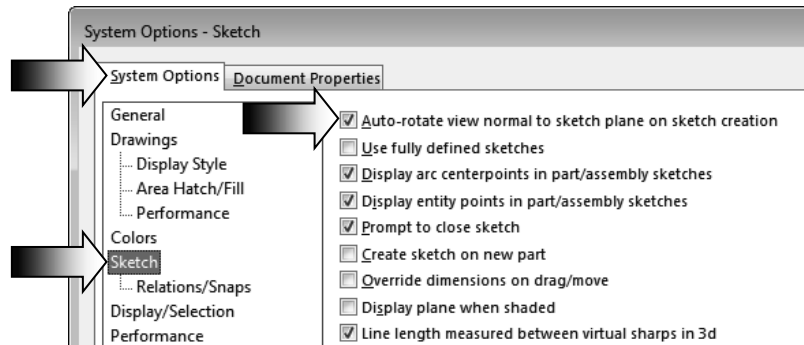 System Options - Sketch
System Options
Document Properties
General
Drawings
Display Style
Area Hatch/Fill
Performance
Colors
Sketch
Relations/Snaps
Display/Selection
Performance
Auto-rotate view normal to sketch plane on sketch creation
Use fully defined sketches
Display arc centerpoints in part/assembly sketches
Display entity points in part/assembly sketches
Prompt to close sketch
Create sketch on new part
Override dimensions on drag/move
Display plane when shaded
Line length measured between virtual sharps in 3d